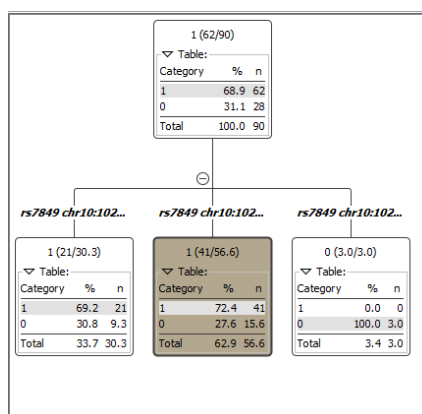 1 (62/90)
Table:
Category % n
1 68.9 62
0 31.1 28
Total 100.0 90
rs7849 chr10:102... rs7849 chr10:102... rs7849 chr10:102...
1 (21/30.3)
Table:
Category % n
1 69.2 21
0 30.8 9.3
Total 33.7 30.3
1 (41/56.6)
Table:
Category % n
1 72.4 41
0 27.6 15.6
Total 62.9 56.6
0 (3.0/3.0)
Table:
Category % n
1 0.0 0
0 100.0 3.0
Total 3.4 3.0